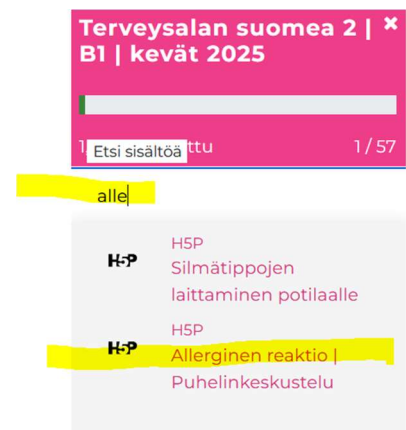 Terveysalan suomea 2 | ×
B1 | kevät 2025
ttu 1 / 57
Etsi sisältöä
alle
H5P
H5P
Silmätippojen
laittaminen potilaalle
H5P
H5P
Allerginen reaktio |
Puhelinkeskustelu